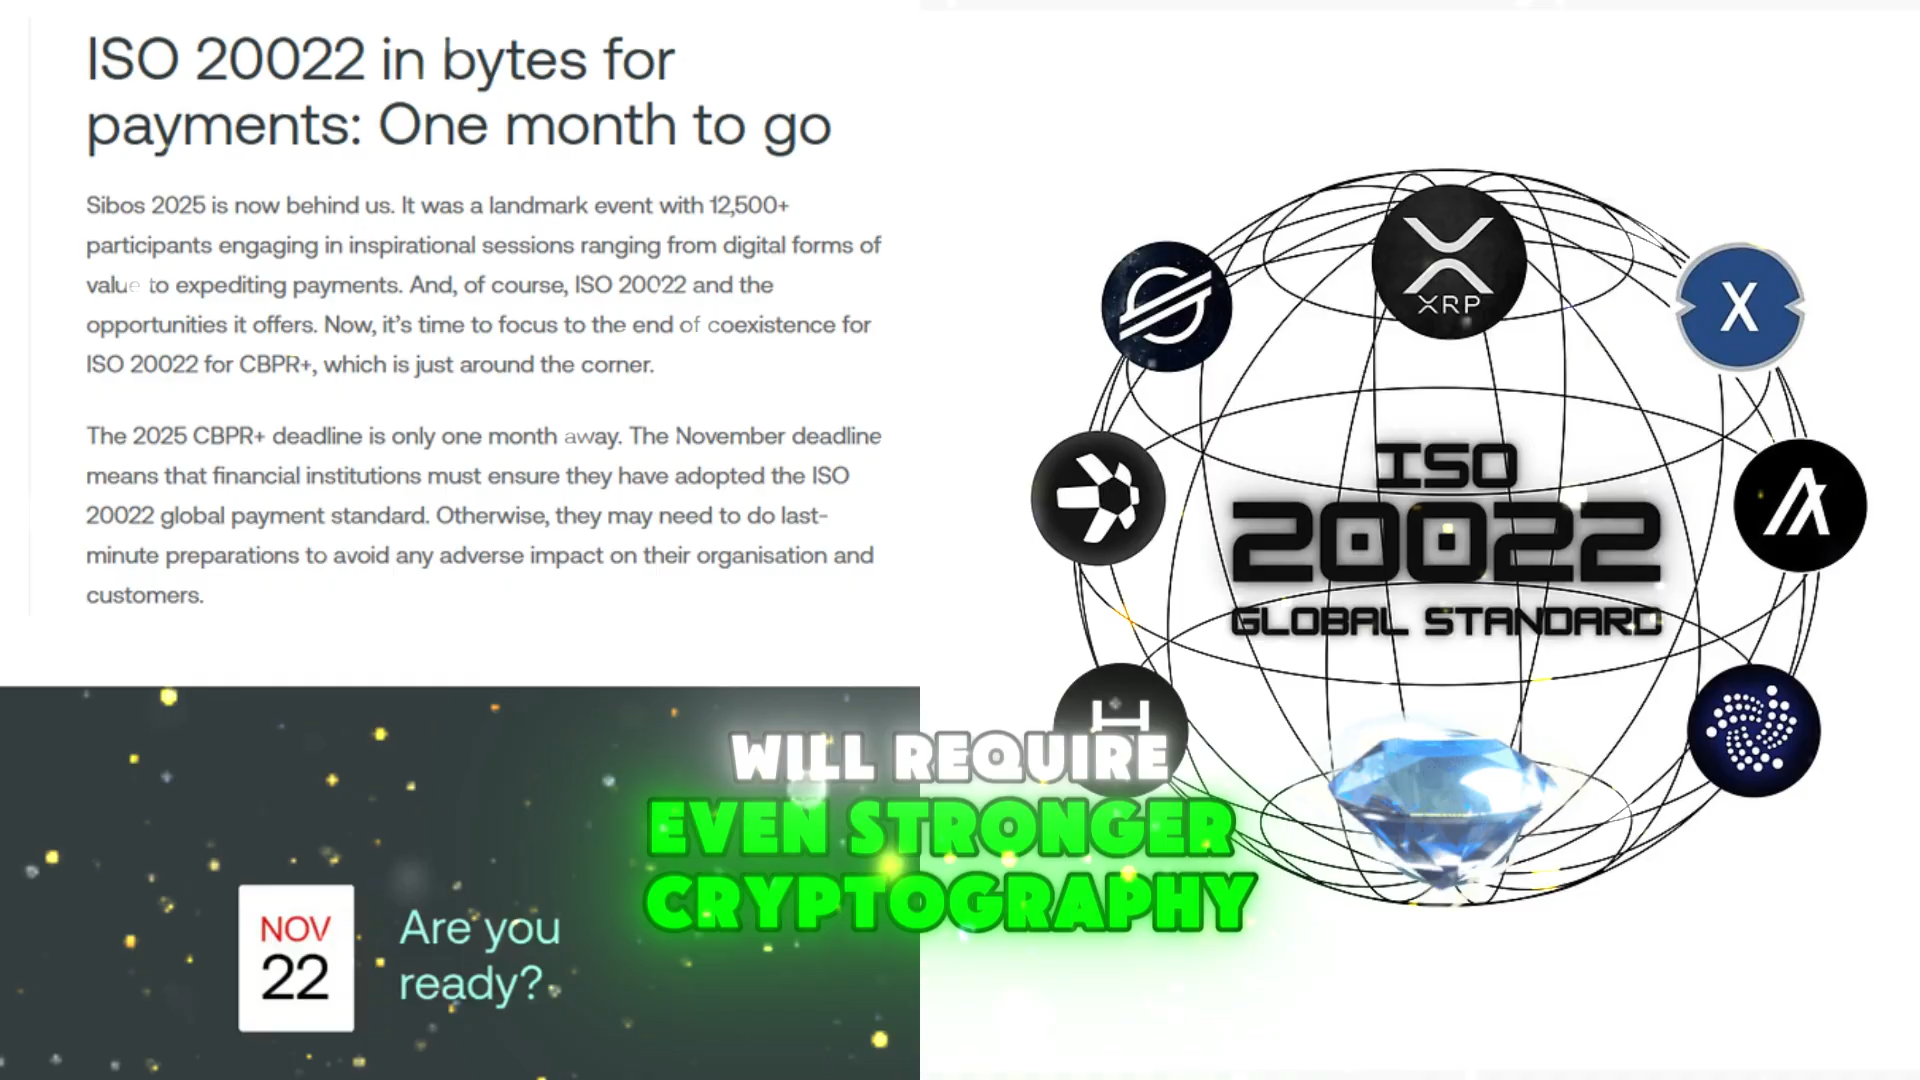 ISO 20022 in bytes for
payments: One month to go
Sibos 2025 is now behind us. It was a landmark event with 12,500+
participants engaging in inspirational sessions ranging from digital forms of
value to expediting payments. And, of course, ISO 20022 and the
opportunities it offers. Now, it's time to focus to the end of coexistence for
ISO 20022 for CBPR+, which is just around the corner.
The 2025 CBPR+ deadline is only one month away. The November deadline
means that financial institutions must ensure they have adopted the ISO
20022 global payment standard. Otherwise, they may need to do last-
minute preparations to avoid any adverse impact on their organisation and
customers.
NOV
22
Are you
ready?
WILL REQUIRE
EVEN STRONGER
CRYPTOGRAPHY
XRP
X
ISO
20022
GLOBAL STANDARD
H